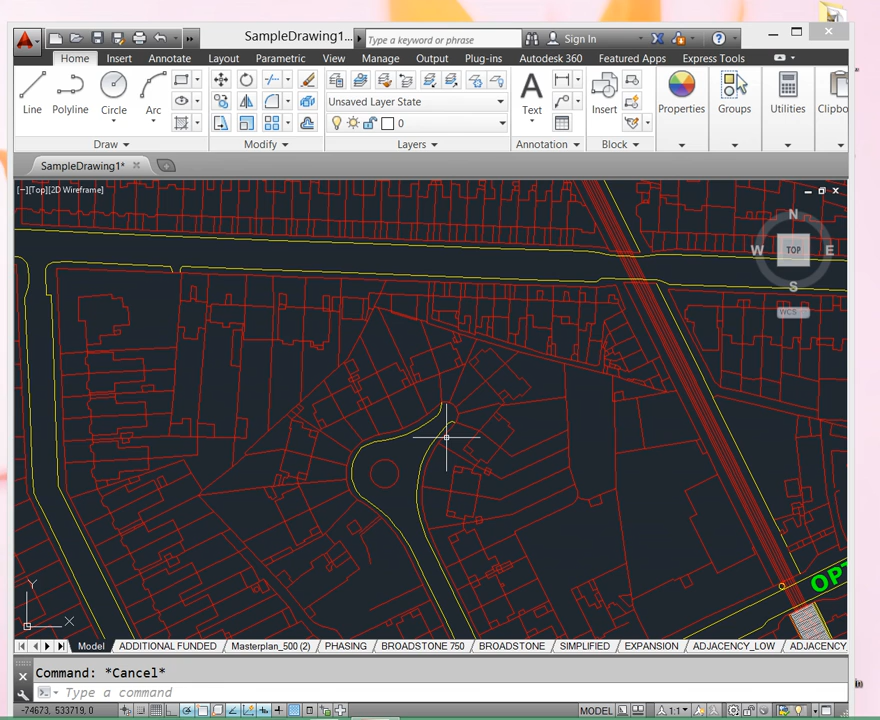 SampleDrawing1...
Type a keyword or phrase
Sign In
Home Insert Annotate Layout Parametric View Manage Output Plug-ins Autodesk 360 Featured Apps Express Tools
Line Polyline Circle Arc
Unsaved Layer State
0
Text
Insert
Properties
Groups
Utilities
Clipbo
Draw
Modify
Layers
Annotation
Block
SampleDrawing1*
[−][Top][2D Wireframe]
N
W TOP E
S
WCS
OPT
Y
X
Model ADDITIONAL FUNDED Masterplan_500 (2) PHASING BROADSTONE 750 BROADSTONE SIMPLIFIED EXPANSION ADJACENCY_LOW ADJACENCY
Command: *Cancel*
Type a command
-74673, 533719, 0
MODEL
1:1